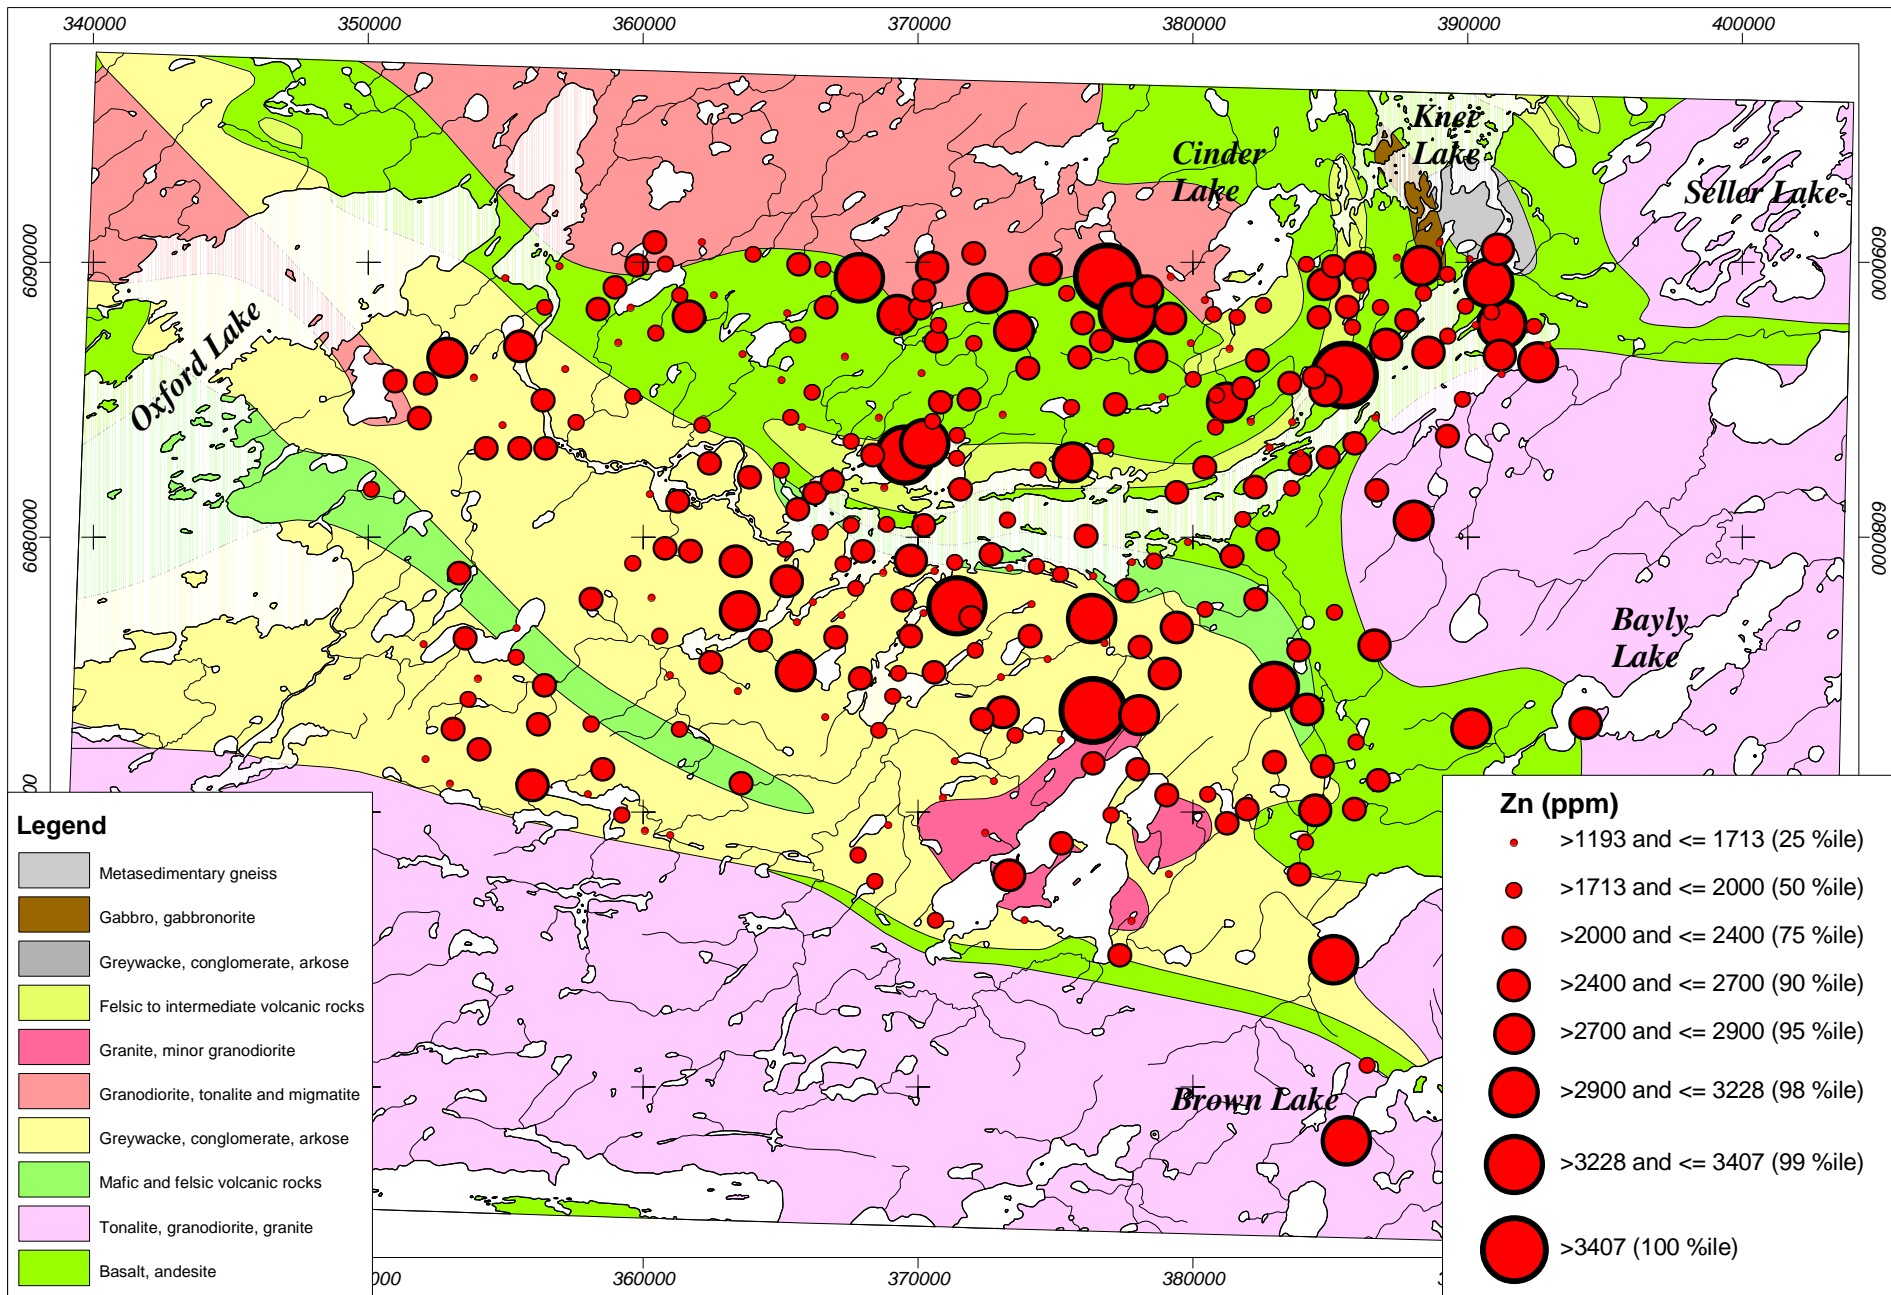 340000 350000 360000 370000 380000 390000 400000
Knee
Lake
Cinder
Lake
Seller Lake
6090000
6090000
Oxford Lake
6080000
6080000
Bayly
Lake
Brown Lake
Legend
Metasedimentary gneiss
Gabbro, gabbronorite
Greywacke, conglomerate, arkose
Felsic to intermediate volcanic rocks
Granite, minor granodiorite
Granodiorite, tonalite and migmatite
Greywacke, conglomerate, arkose
Mafic and felsic volcanic rocks
Tonalite, granodiorite, granite
Basalt, andesite
Zn (ppm)
>1193 and <= 1713 (25 %ile)
>1713 and <= 2000 (50 %ile)
>2000 and <= 2400 (75 %ile)
>2400 and <= 2700 (90 %ile)
>2700 and <= 2900 (95 %ile)
>2900 and <= 3228 (98 %ile)
>3228 and <= 3407 (99 %ile)
>3407 (100 %ile)
360000 370000 380000